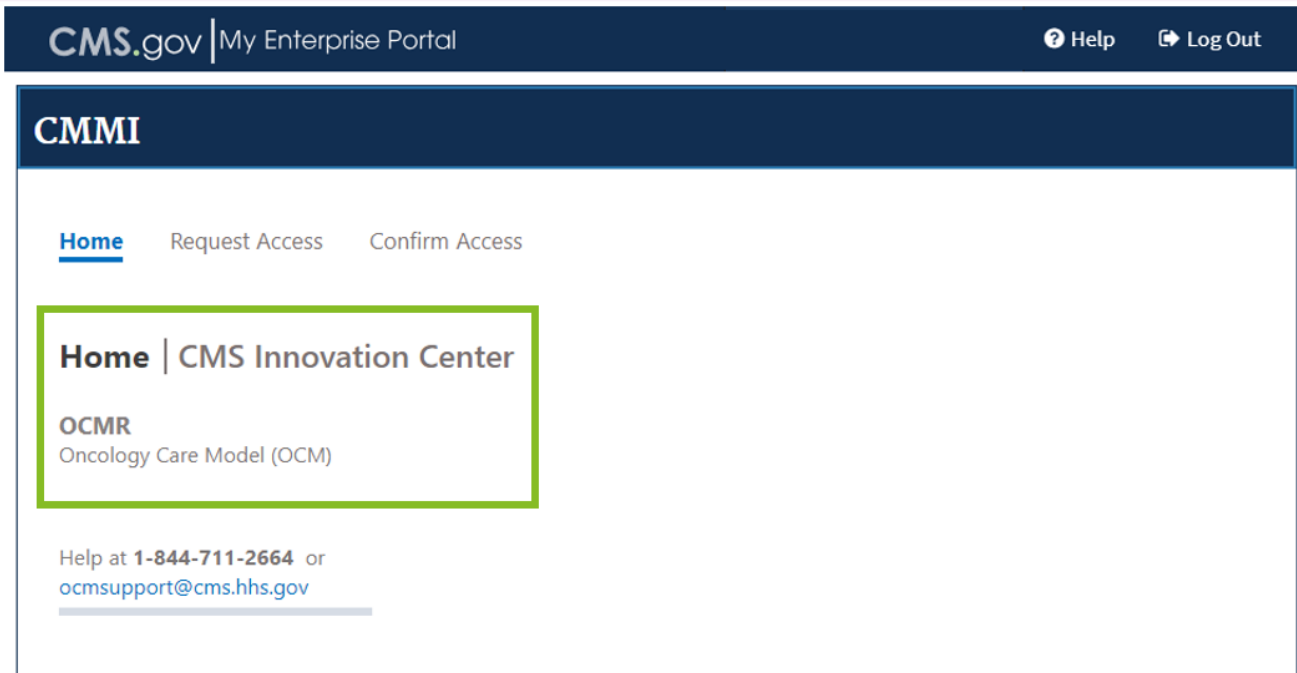 CMS.gov My Enterprise Portal Help Log Out
CMMI
Home Request Access Confirm Access
Home | CMS Innovation Center
OCMR
Oncology Care Model (OCM)
Help at 1-844-711-2664 or
ocmsupport@cms.hhs.gov